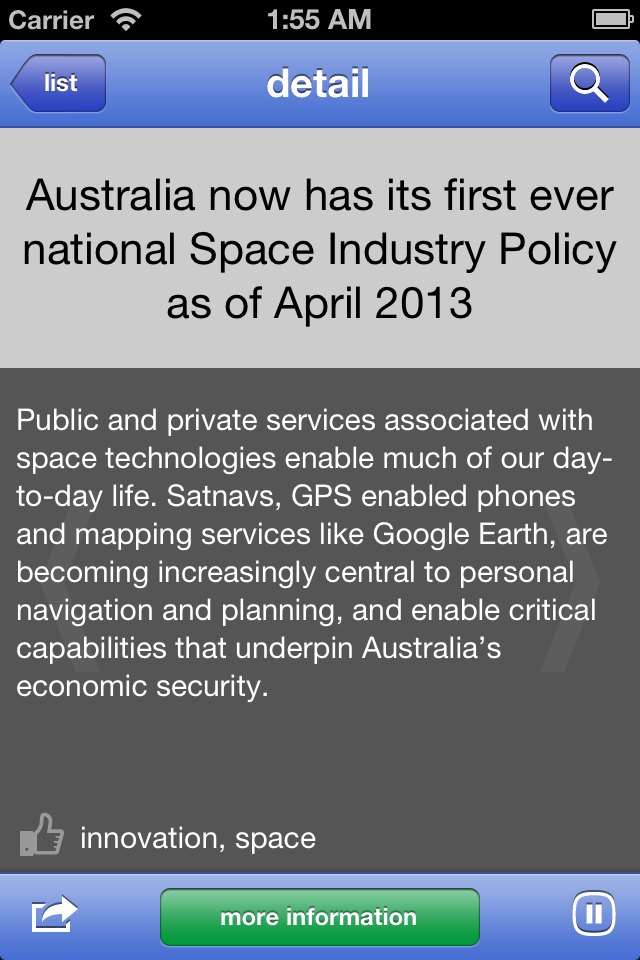 Carrier 1:55 AM
list detail
Australia now has its first ever
national Space Industry Policy
as of April 2013
Public and private services associated with
space technologies enable much of our day-
to-day life. Satnavs, GPS enabled phones
and mapping services like Google Earth, are
becoming increasingly central to personal
navigation and planning, and enable critical
capabilities that underpin Australia’s
economic security.
innovation, space
more information